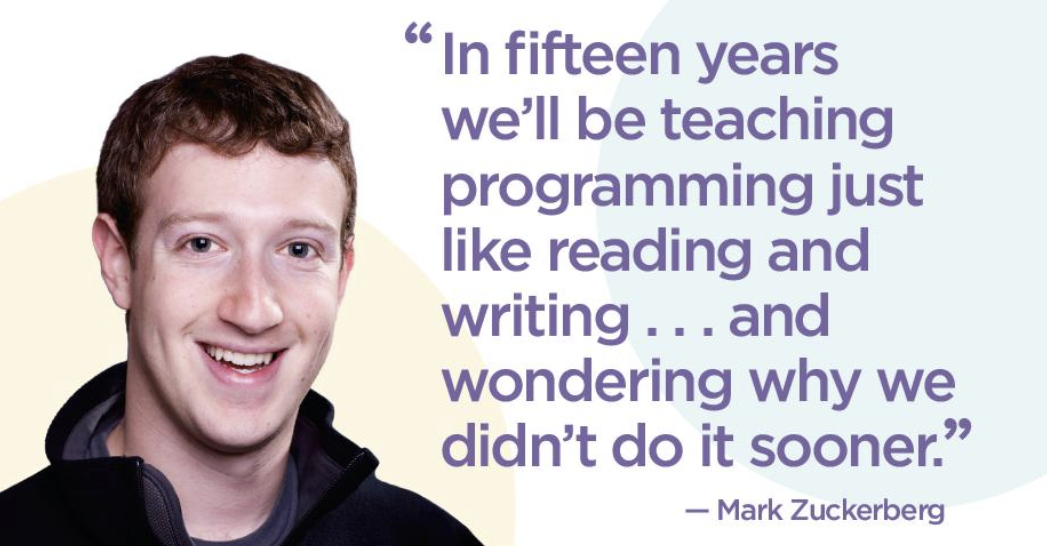 “In fifteen years
we’ll be teaching
programming just
like reading and
writing . . . and
wondering why we
didn’t do it sooner.”
— Mark Zuckerberg